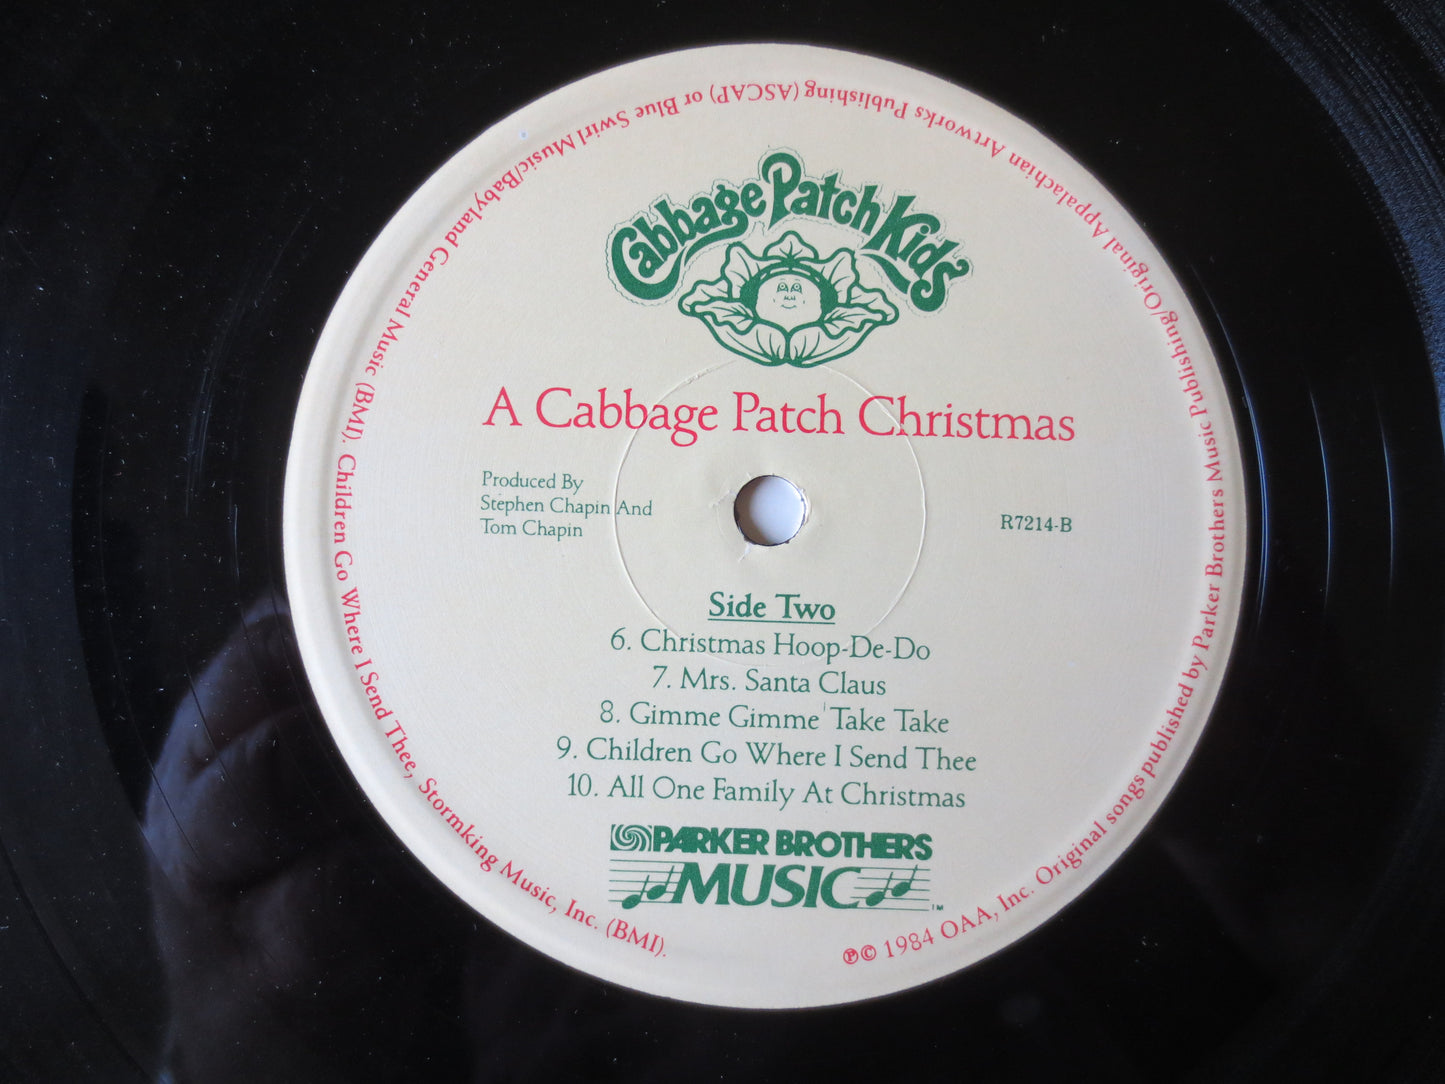 Cabbage Patch Kids
A Cabbage Patch Christmas
Produced By
Stephen Chapin And
Tom Chapin
R7214-B
Side Two
6. Christmas Hoop-De-Do
7. Mrs. Santa Claus
8. Gimme Gimme Take Take
9. Children Go Where I Send Thee
10. All One Family At Christmas
PARKER BROTHERS
MUSIC™
℗© 1984 OAA, Inc. Original songs published by Parker Brothers Music Publishing/Original Appalachian Artworks Publishing (ASCAP) or Blue Swirl Music/Babyland General Music (BMI). Children Go Where I Send Thee, Stormking Music, Inc. (BMI).